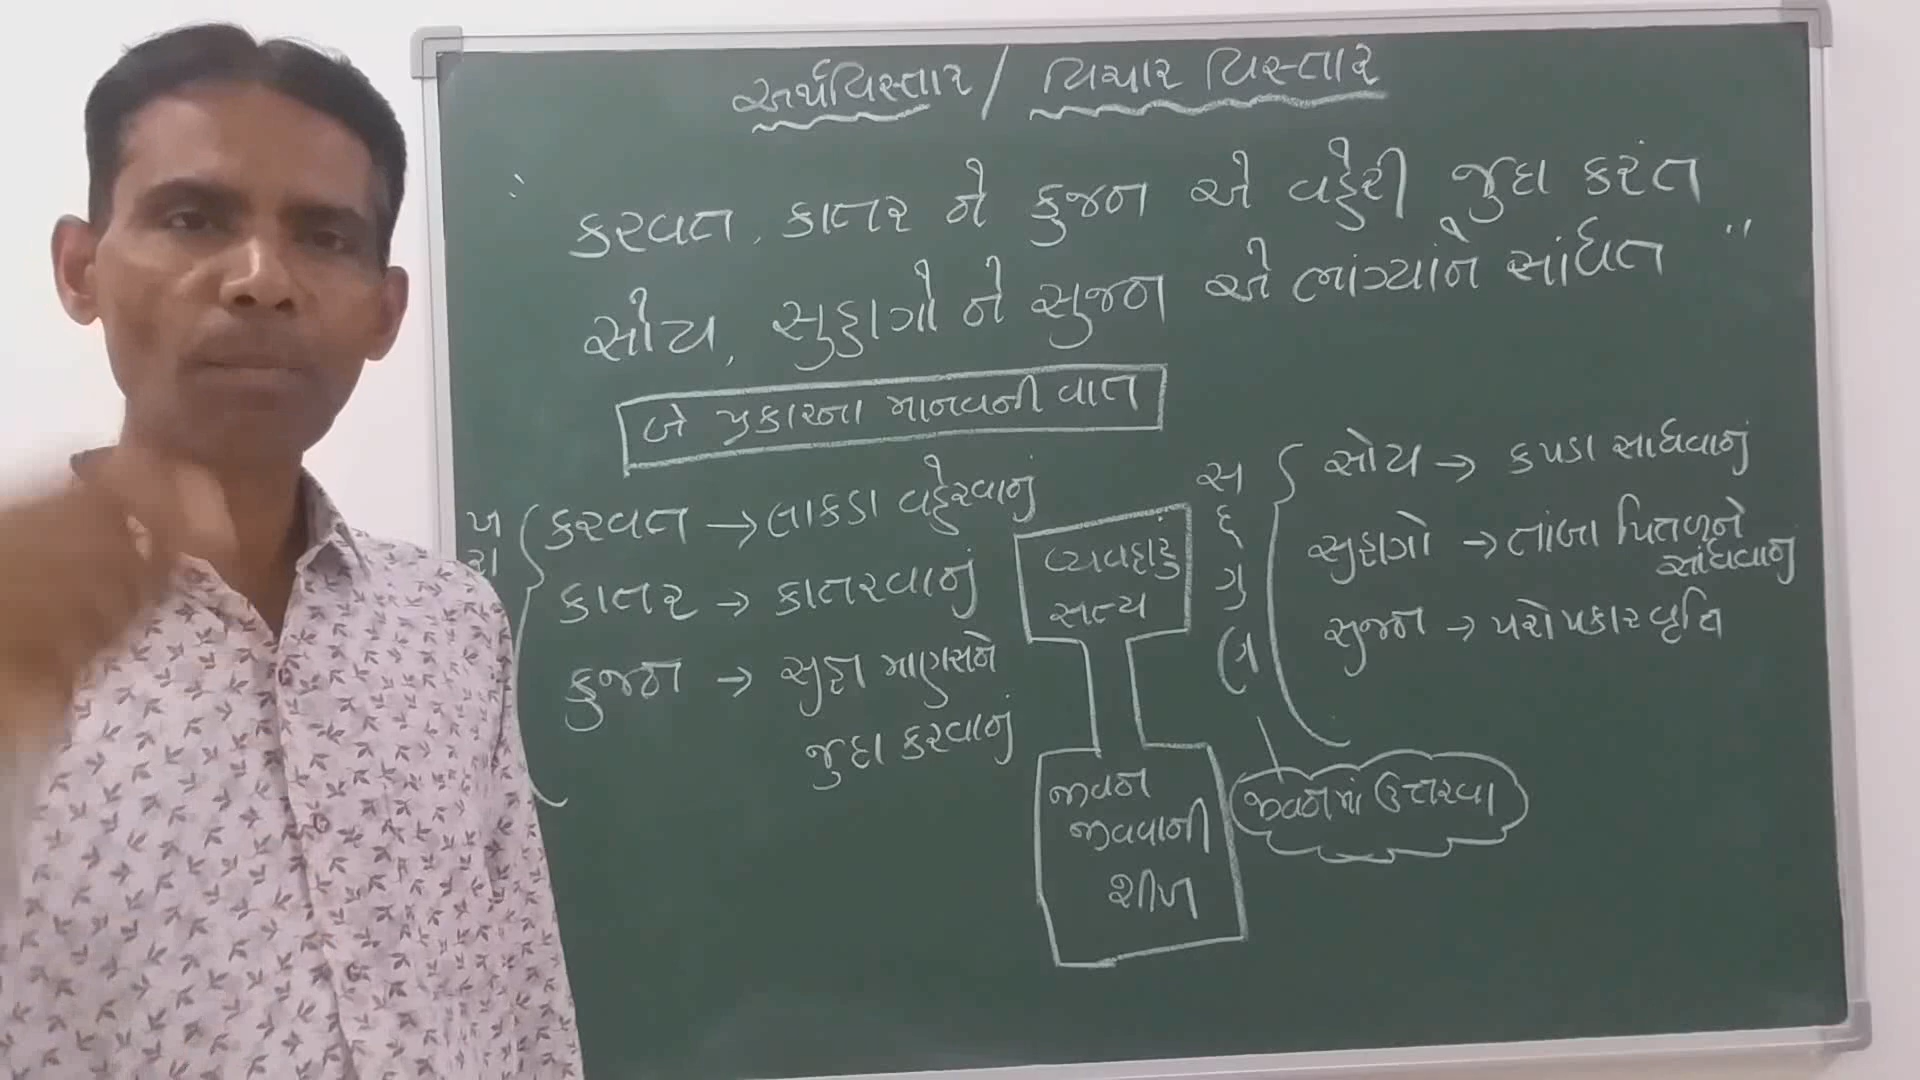 અર્થવિસ્તાર / વિચાર વિસ્તાર
" કરવત, કાતર ને કુજન એ વહેરી જુદા કરંત
સોય, સુહાગો ને સુજન એ ભાંગ્યાંને સાંધંત "
બે પ્રકારના માનવની વાત
કરવત → લાકડા વહેરવાનું
કાતર → કાતરવાનું
કુજન → સુજ્ઞ માણસને
જુદા કરવાનું
વ્યવહારું
સત્ય
જીવન
જીવવાની
શીખ
સદ્ગુણ
સોય → કપડા સાધવાનું
સુહાગો → તાંબા પિતળને
સાંધવાનું
સુજન → પરોપકાર વૃત્તિ
જીવનમાં ઉત્તારવા